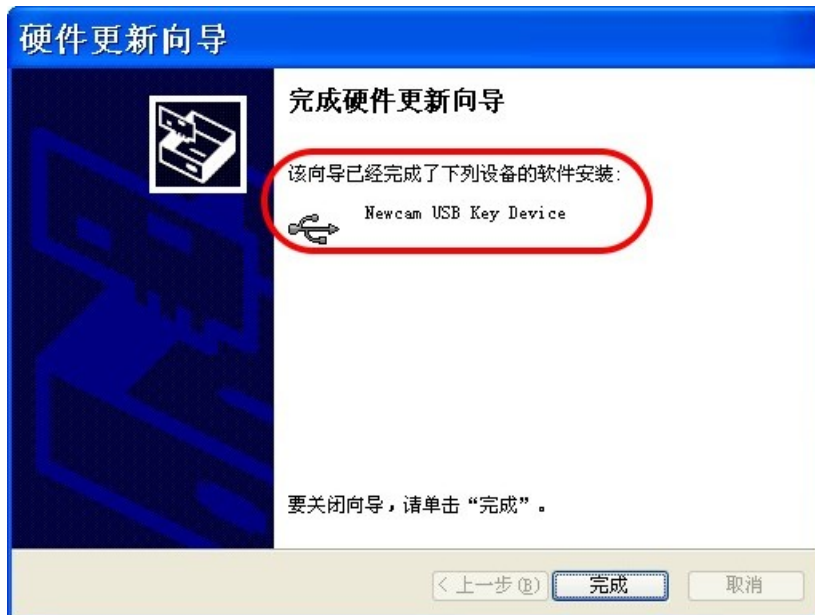 硬件更新向导
完成硬件更新向导
该向导已经完成了下列设备的软件安装:
Newcam USB Key Device
要关闭向导，请单击“完成”。
< 上一步(B)
完成
取消